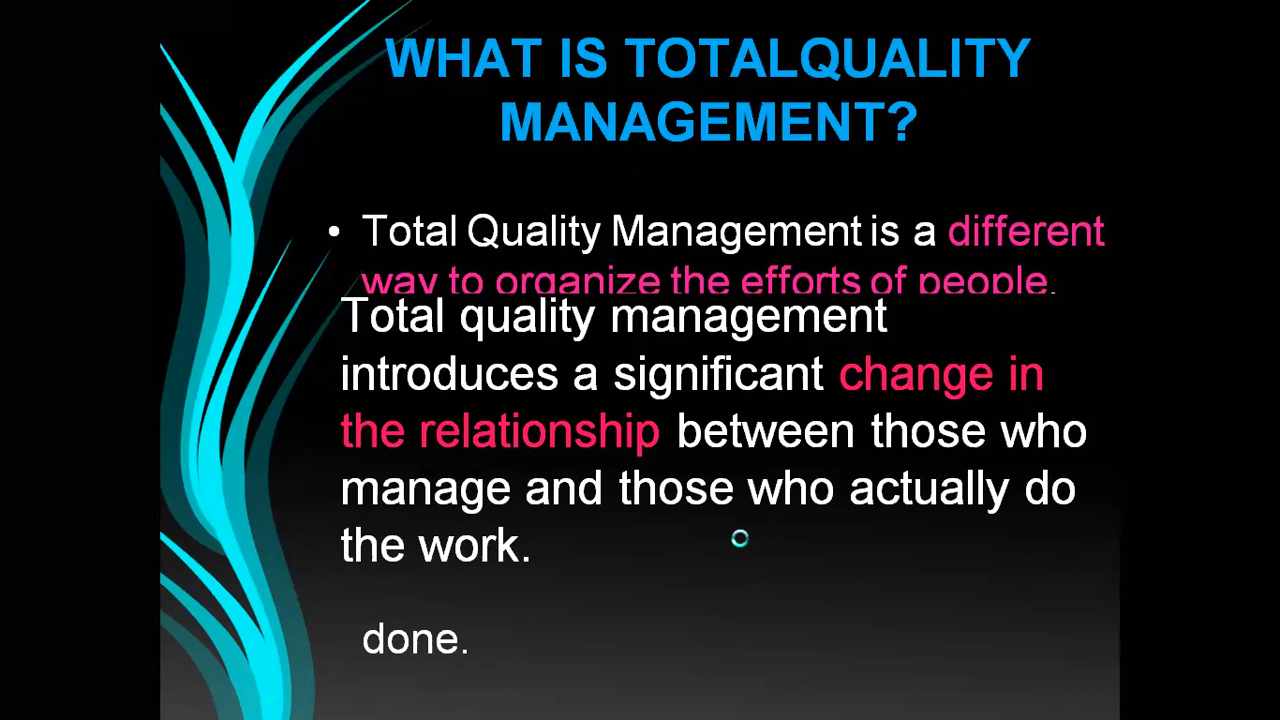 WHAT IS TOTALQUALITY
MANAGEMENT?
• Total Quality Management is a different
way to organize the efforts of people.
Total quality management
introduces a significant change in
the relationship between those who
manage and those who actually do
the work.
done.